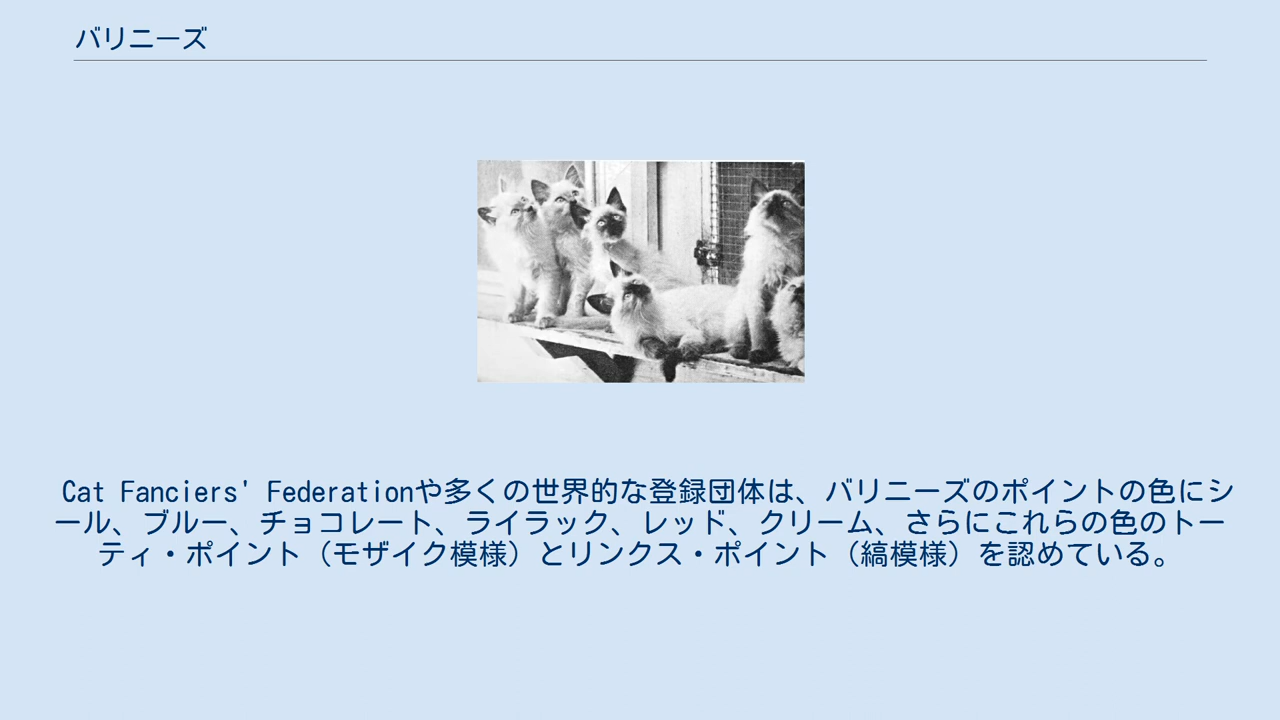 バリニーズ
Cat Fanciers' Federationや多くの世界的な登録団体は、バリニーズのポイントの色にシ
ール、ブルー、チョコレート、ライラック、レッド、クリーム、さらにこれらの色のトー
ティ・ポイント（モザイク模様）とリンクス・ポイント（縞模様）を認めている。